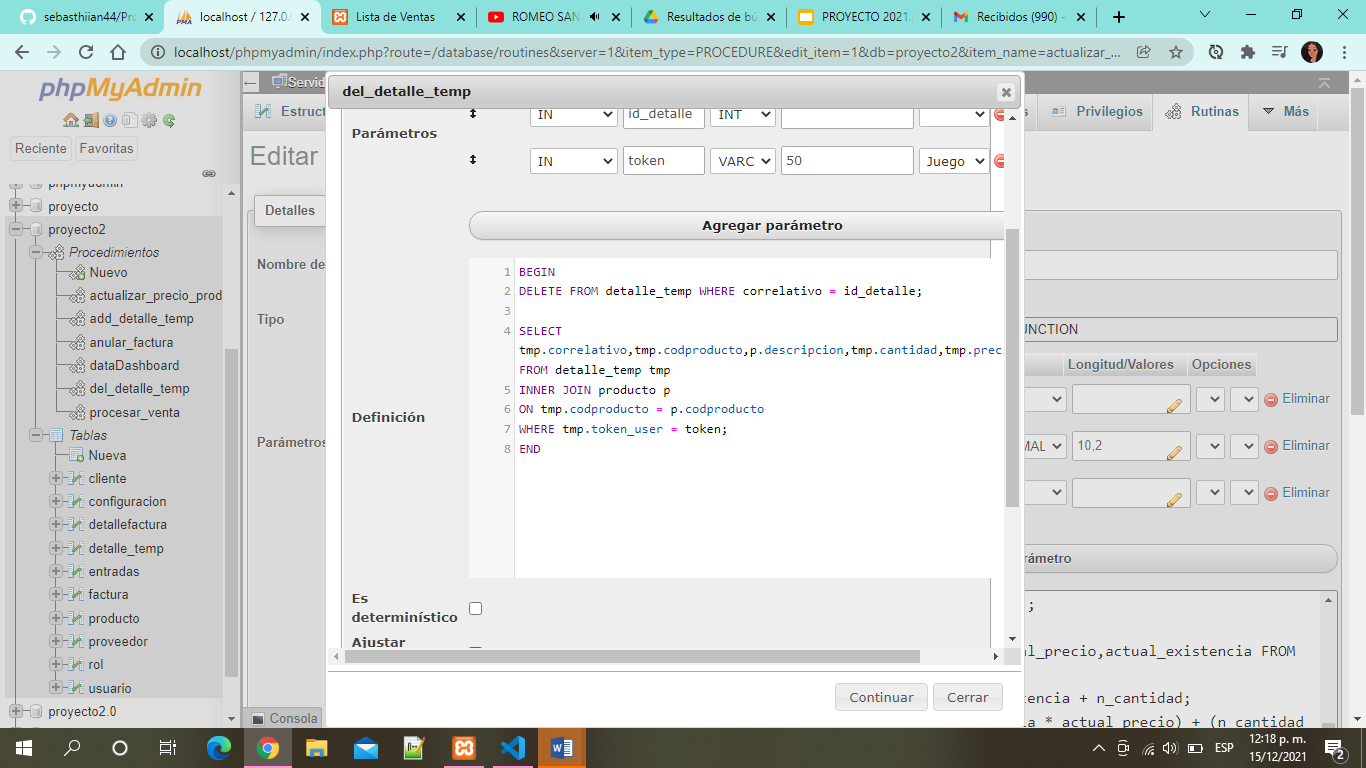 sebasthiian44/Pro
localhost / 127.0.
Lista de Ventas
ROMEO SAN
Resultados de bú
PROYECTO 2021.
Recibidos (990) -
localhost/phpmyadmin/index.php?route=/database/routines&server=1&item_type=PROCEDURE&edit_item=1&db=proyecto2&item_name=actualizar_...
phpMyAdmin
Reciente
Favoritas
phpmyadmin
proyecto
proyecto2
Procedimientos
Nuevo
actualizar_precio_prod
add_detalle_temp
anular_factura
dataDashboard
del_detalle_temp
procesar_venta
Tablas
Nueva
cliente
configuracion
detallefactura
detalle_temp
entradas
factura
producto
proveedor
rol
usuario
proyecto2.0
Servid
Estruct
s
Privilegios
Rutinas
Más
Editar
Detalles
Nombre de
Tipo
Parámetros
del_detalle_temp
Parámetros
IN
id_detalle
INT
IN
token
VARC
50
Juego
Agregar parámetro
Definición
1 BEGIN
2 DELETE FROM detalle_temp WHERE correlativo = id_detalle;
3
4 SELECT
tmp.correlativo,tmp.codproducto,p.descripcion,tmp.cantidad,tmp.preci
FROM detalle_temp tmp
5 INNER JOIN producto p
6 ON tmp.codproducto = p.codproducto
7 WHERE tmp.token_user = token;
8 END
Es
determinístico
Ajustar
Continuar
Cerrar
UNCTION
Longitud/Valores
Opciones
Eliminar
MAL
10,2
Eliminar
Eliminar
arámetro
;
al_precio,actual_existencia FROM
tencia + n_cantidad;
a * actual_precio) + (n_cantidad
Consola
ESP
12:18 p. m.
15/12/2021
2